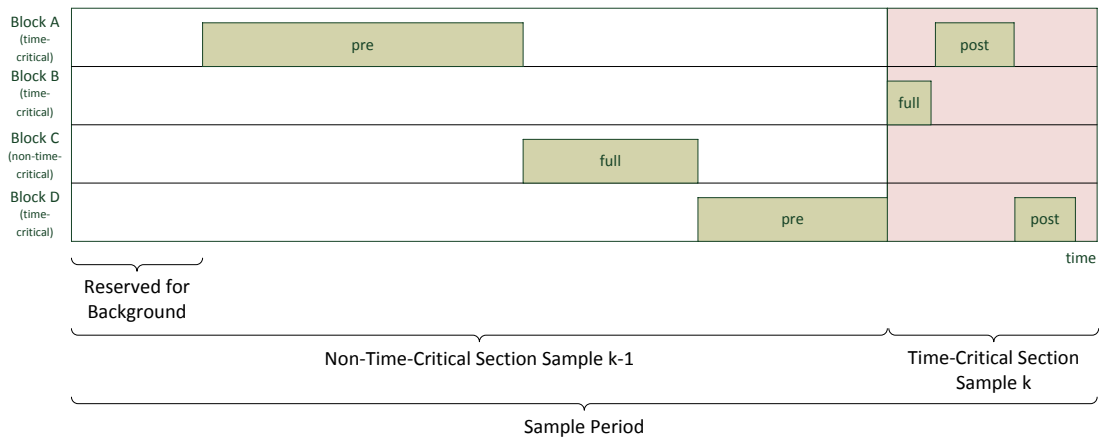 Block A
(time-
critical)
pre
post
Block B
(time-
critical)
full
Block C
(non-time-
critical)
full
Block D
(time-
critical)
pre
post
time
Reserved for
Background
Non-Time-Critical Section Sample k-1
Time-Critical Section
Sample k
Sample Period